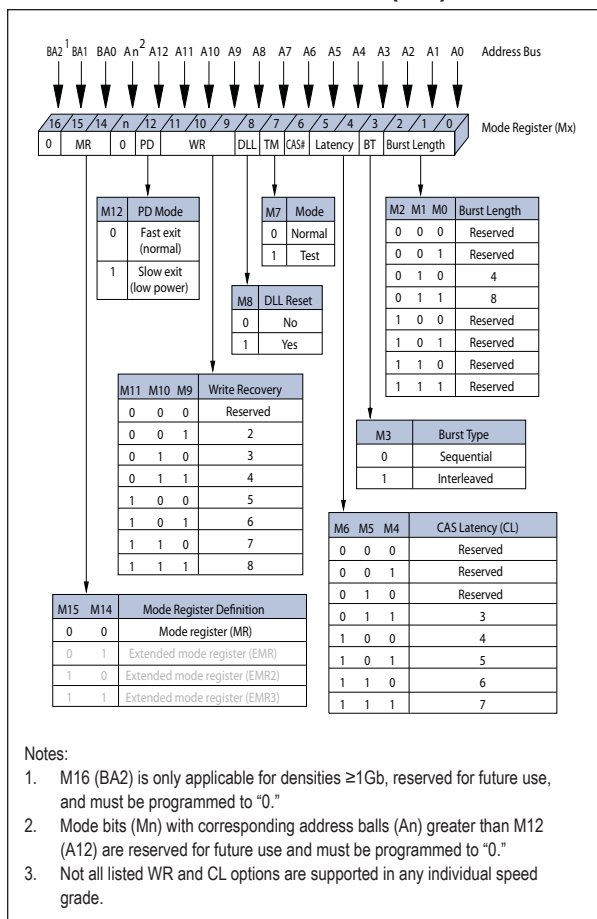 BA2 1 BA1 BA0 An 2 A12 A11 A10 A9 A8 A7 A6 A5 A4 A3 A2 A1 A0 Address Bus
16 15 14 n 12 11 10 9 8 7 6 5 4 3 2 1 0 Mode Register (Mx)
0 MR 0 PD WR DLL TM CAS# Latency BT Burst Length
M12 PD Mode
0 Fast exit
(normal)
1 Slow exit
(low power)
M7 Mode
0 Normal
1 Test
M2 M1 M0 Burst Length
0 0 0 Reserved
0 0 1 Reserved
0 1 0 4
0 1 1 8
1 0 0 Reserved
1 0 1 Reserved
1 1 0 Reserved
1 1 1 Reserved
M8 DLL Reset
0 No
1 Yes
M11 M10 M9 Write Recovery
0 0 0 Reserved
0 0 1 2
0 1 0 3
0 1 1 4
1 0 0 5
1 0 1 6
1 1 0 7
1 1 1 8
M3 Burst Type
0 Sequential
1 Interleaved
M6 M5 M4 CAS Latency (CL)
0 0 0 Reserved
0 0 1 Reserved
0 1 0 Reserved
0 1 1 3
1 0 0 4
1 0 1 5
1 1 0 6
1 1 1 7
M15 M14 Mode Register Definition
0 0 Mode register (MR)
0 1 Extended mode register (EMR)
1 0 Extended mode register (EMR2)
1 1 Extended mode register (EMR3)
Notes:
1. M16 (BA2) is only applicable for densities ≥1Gb, reserved for future use,
and must be programmed to “0.”
2. Mode bits (Mn) with corresponding address balls (An) greater than M12
(A12) are reserved for future use and must be programmed to “0.”
3. Not all listed WR and CL options are supported in any individual speed
grade.